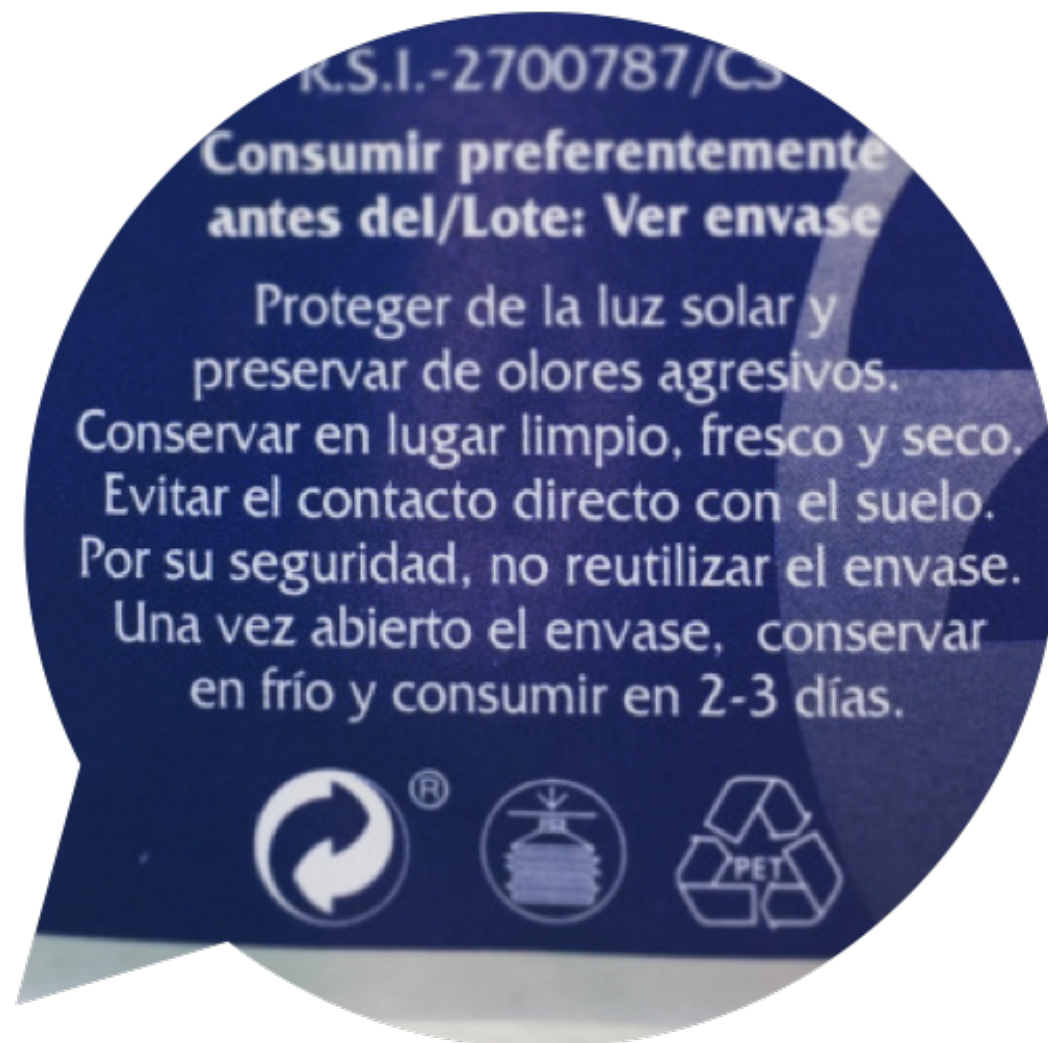 R.S.I.-2700787/CS
Consumir preferentemente
antes del/Lote: Ver envase
Proteger de la luz solar y
preservar de olores agresivos.
Conservar en lugar limpio, fresco y seco.
Evitar el contacto directo con el suelo.
Por su seguridad, no reutilizar el envase.
Una vez abierto el envase, conservar
en frío y consumir en 2-3 días.
®
PET